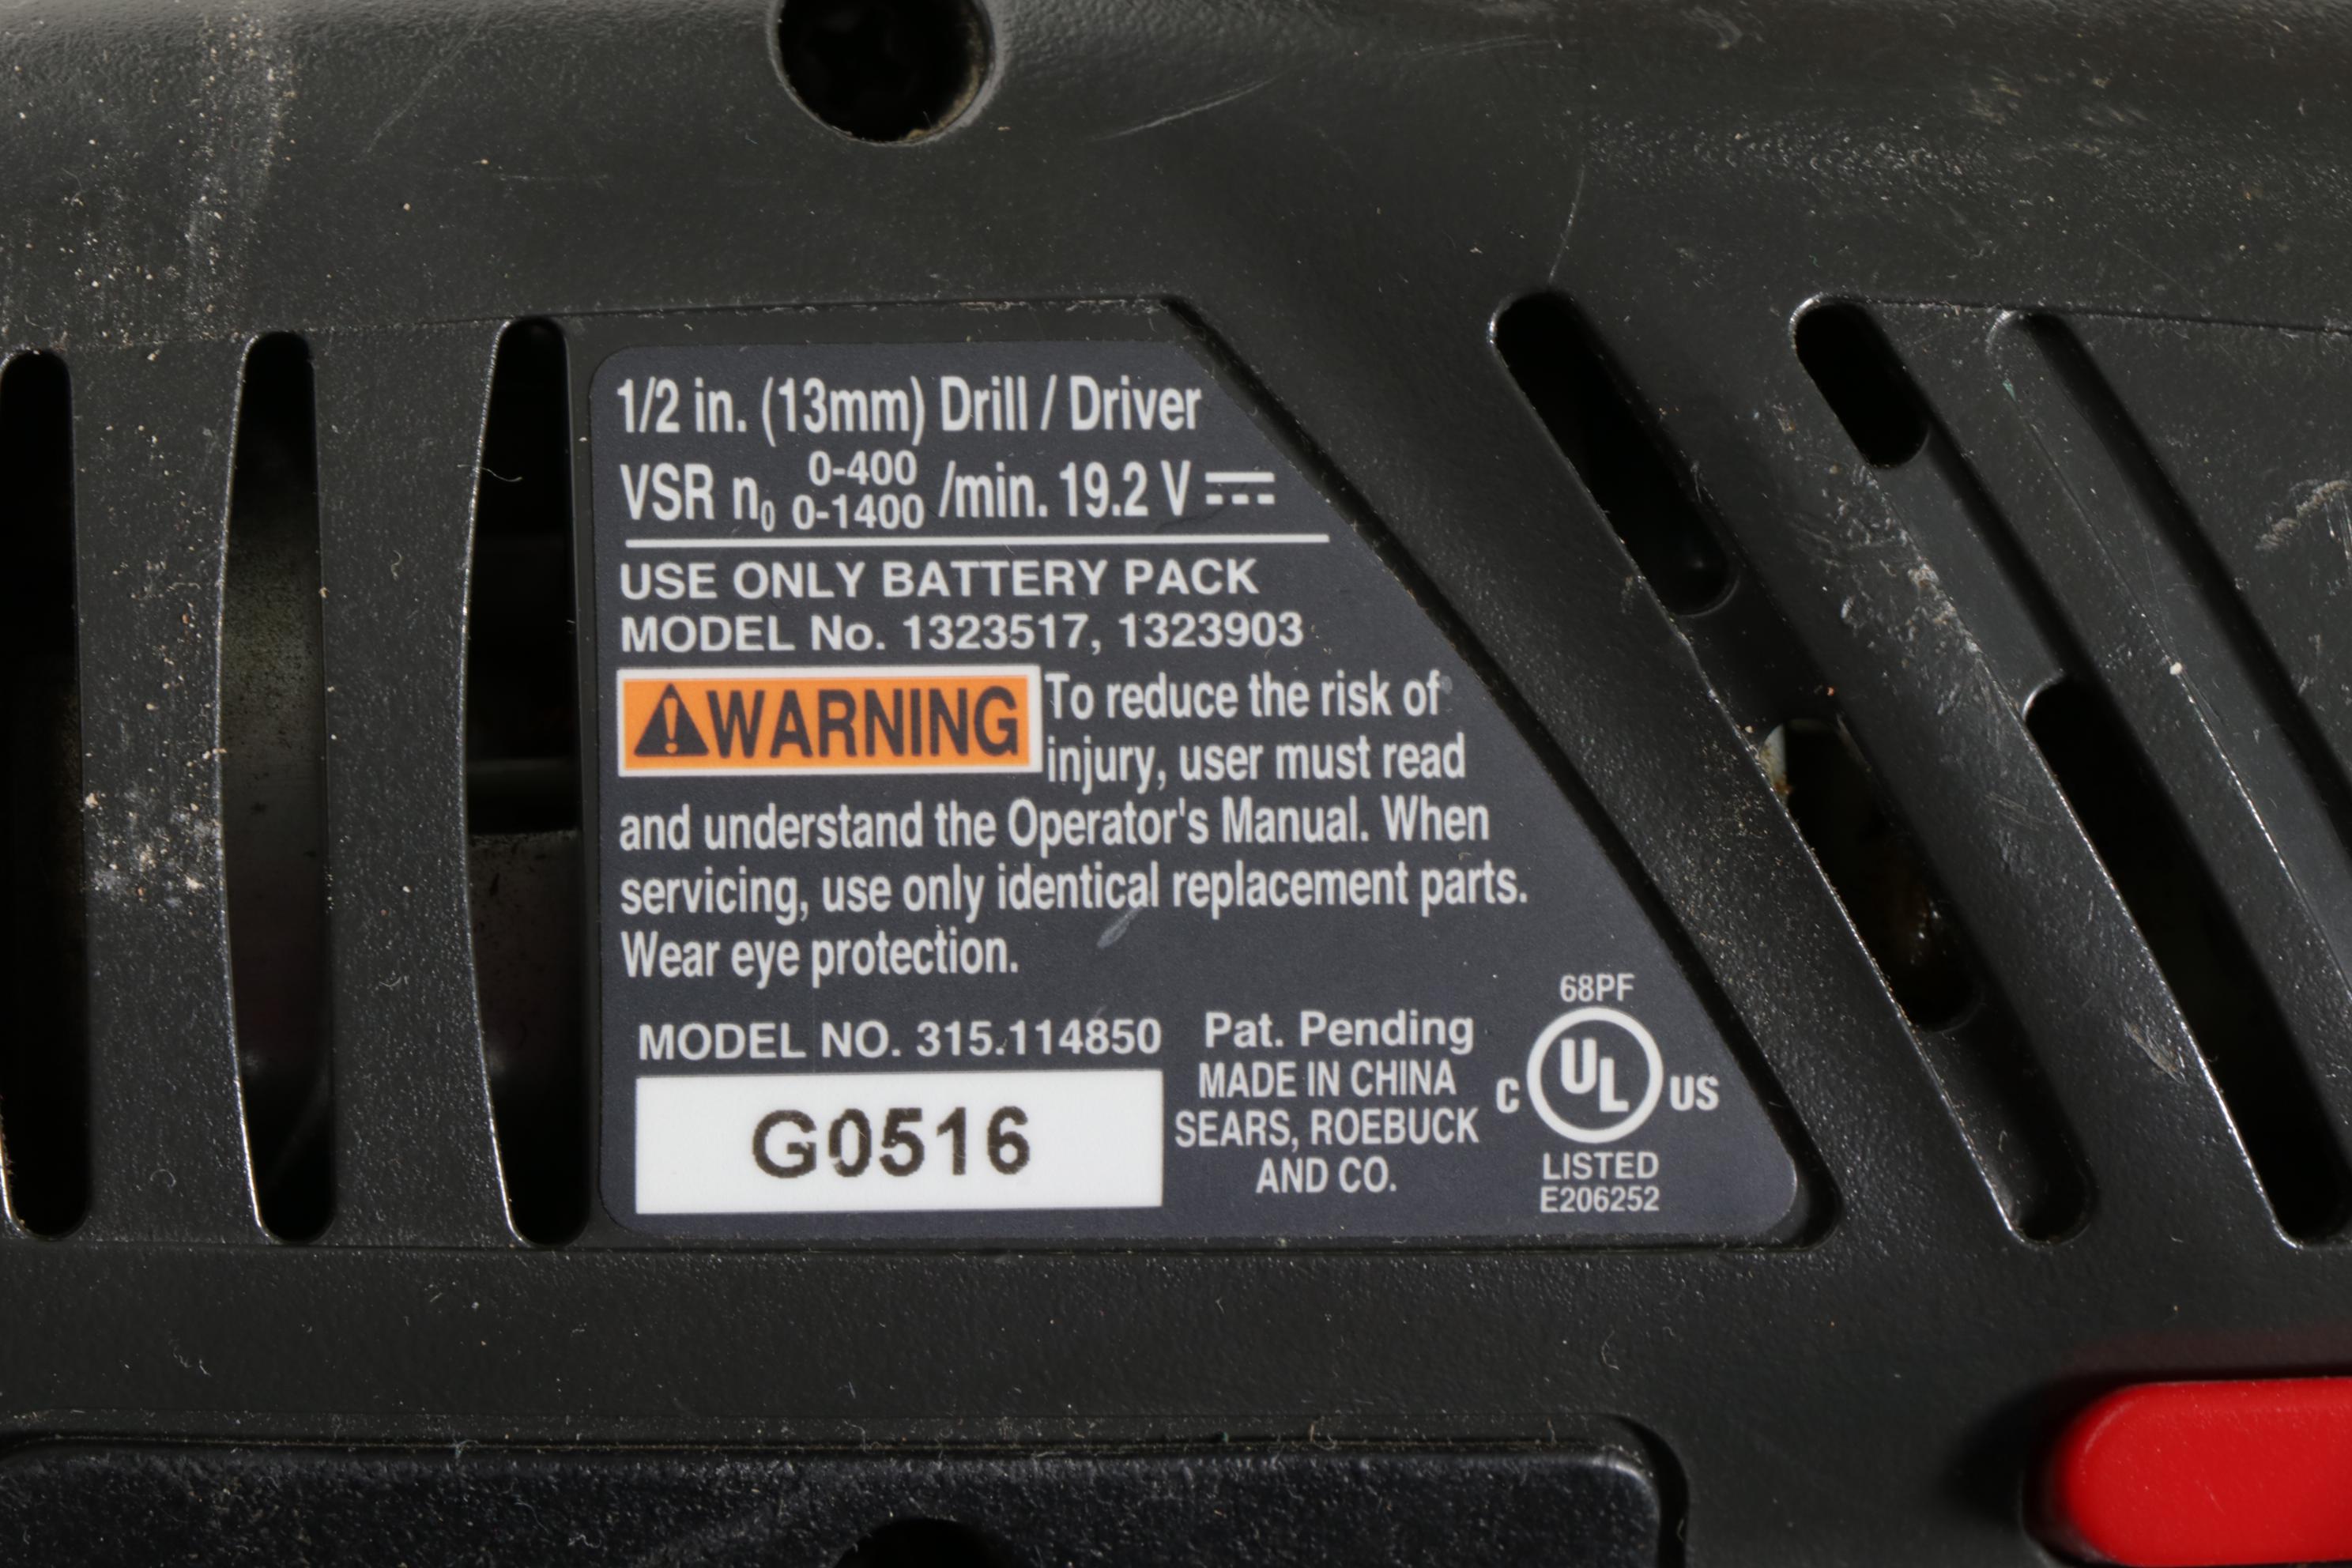 1/2 in. (13mm) Drill / Driver
VSR n0 0-400 0-1400 /min. 19.2 V ⎓
USE ONLY BATTERY PACK
MODEL No. 1323517, 1323903
⚠WARNING To reduce the risk of
injury, user must read
and understand the Operator's Manual. When
servicing, use only identical replacement parts.
Wear eye protection.
MODEL NO. 315.114850
G0516
Pat. Pending
MADE IN CHINA
SEARS, ROEBUCK
AND CO.
68PF
C UL US
LISTED
E206252